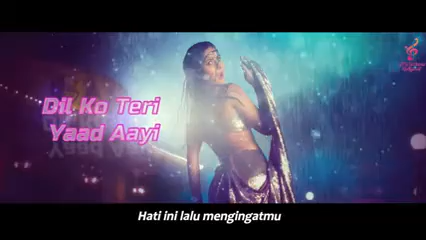 Dil Ko Teri
Yaad Aayi
Hati ini lalu mengingatmu